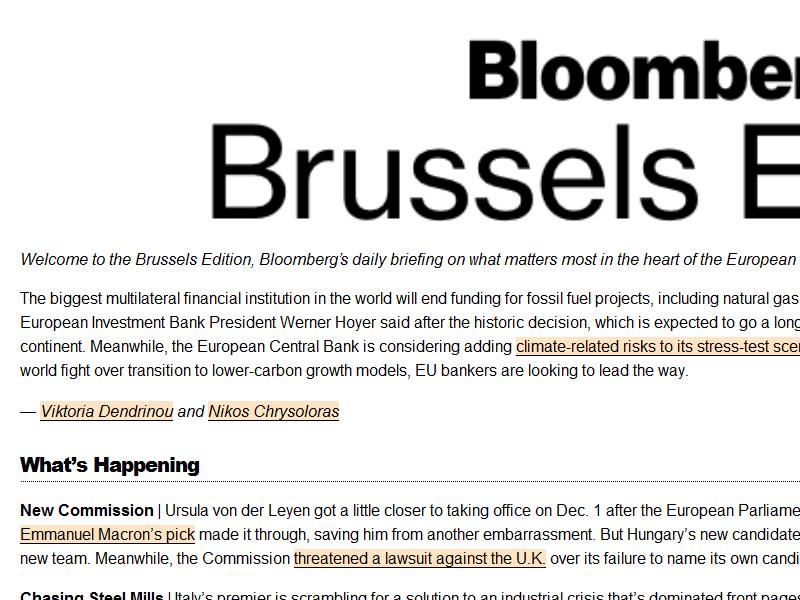 Bloomber
Brussels E
Welcome to the Brussels Edition, Bloomberg's daily briefing on what matters most in the heart of the European
The biggest multilateral financial institution in the world will end funding for fossil fuel projects, including natural gas
European Investment Bank President Werner Hoyer said after the historic decision, which is expected to go a long
continent. Meanwhile, the European Central Bank is considering adding climate-related risks to its stress-test scen
world fight over transition to lower-carbon growth models, EU bankers are looking to lead the way.
— Viktoria Dendrinou and Nikos Chrysoloras
What's Happening
New Commission | Ursula von der Leyen got a little closer to taking office on Dec. 1 after the European Parliame
Emmanuel Macron's pick made it through, saving him from another embarrassment. But Hungary's new candidate
new team. Meanwhile, the Commission threatened a lawsuit against the U.K. over its failure to name its own candi
Chasing Steel Mills | Italy's premier is scrambling for a solution to an industrial crisis that's dominated front pages